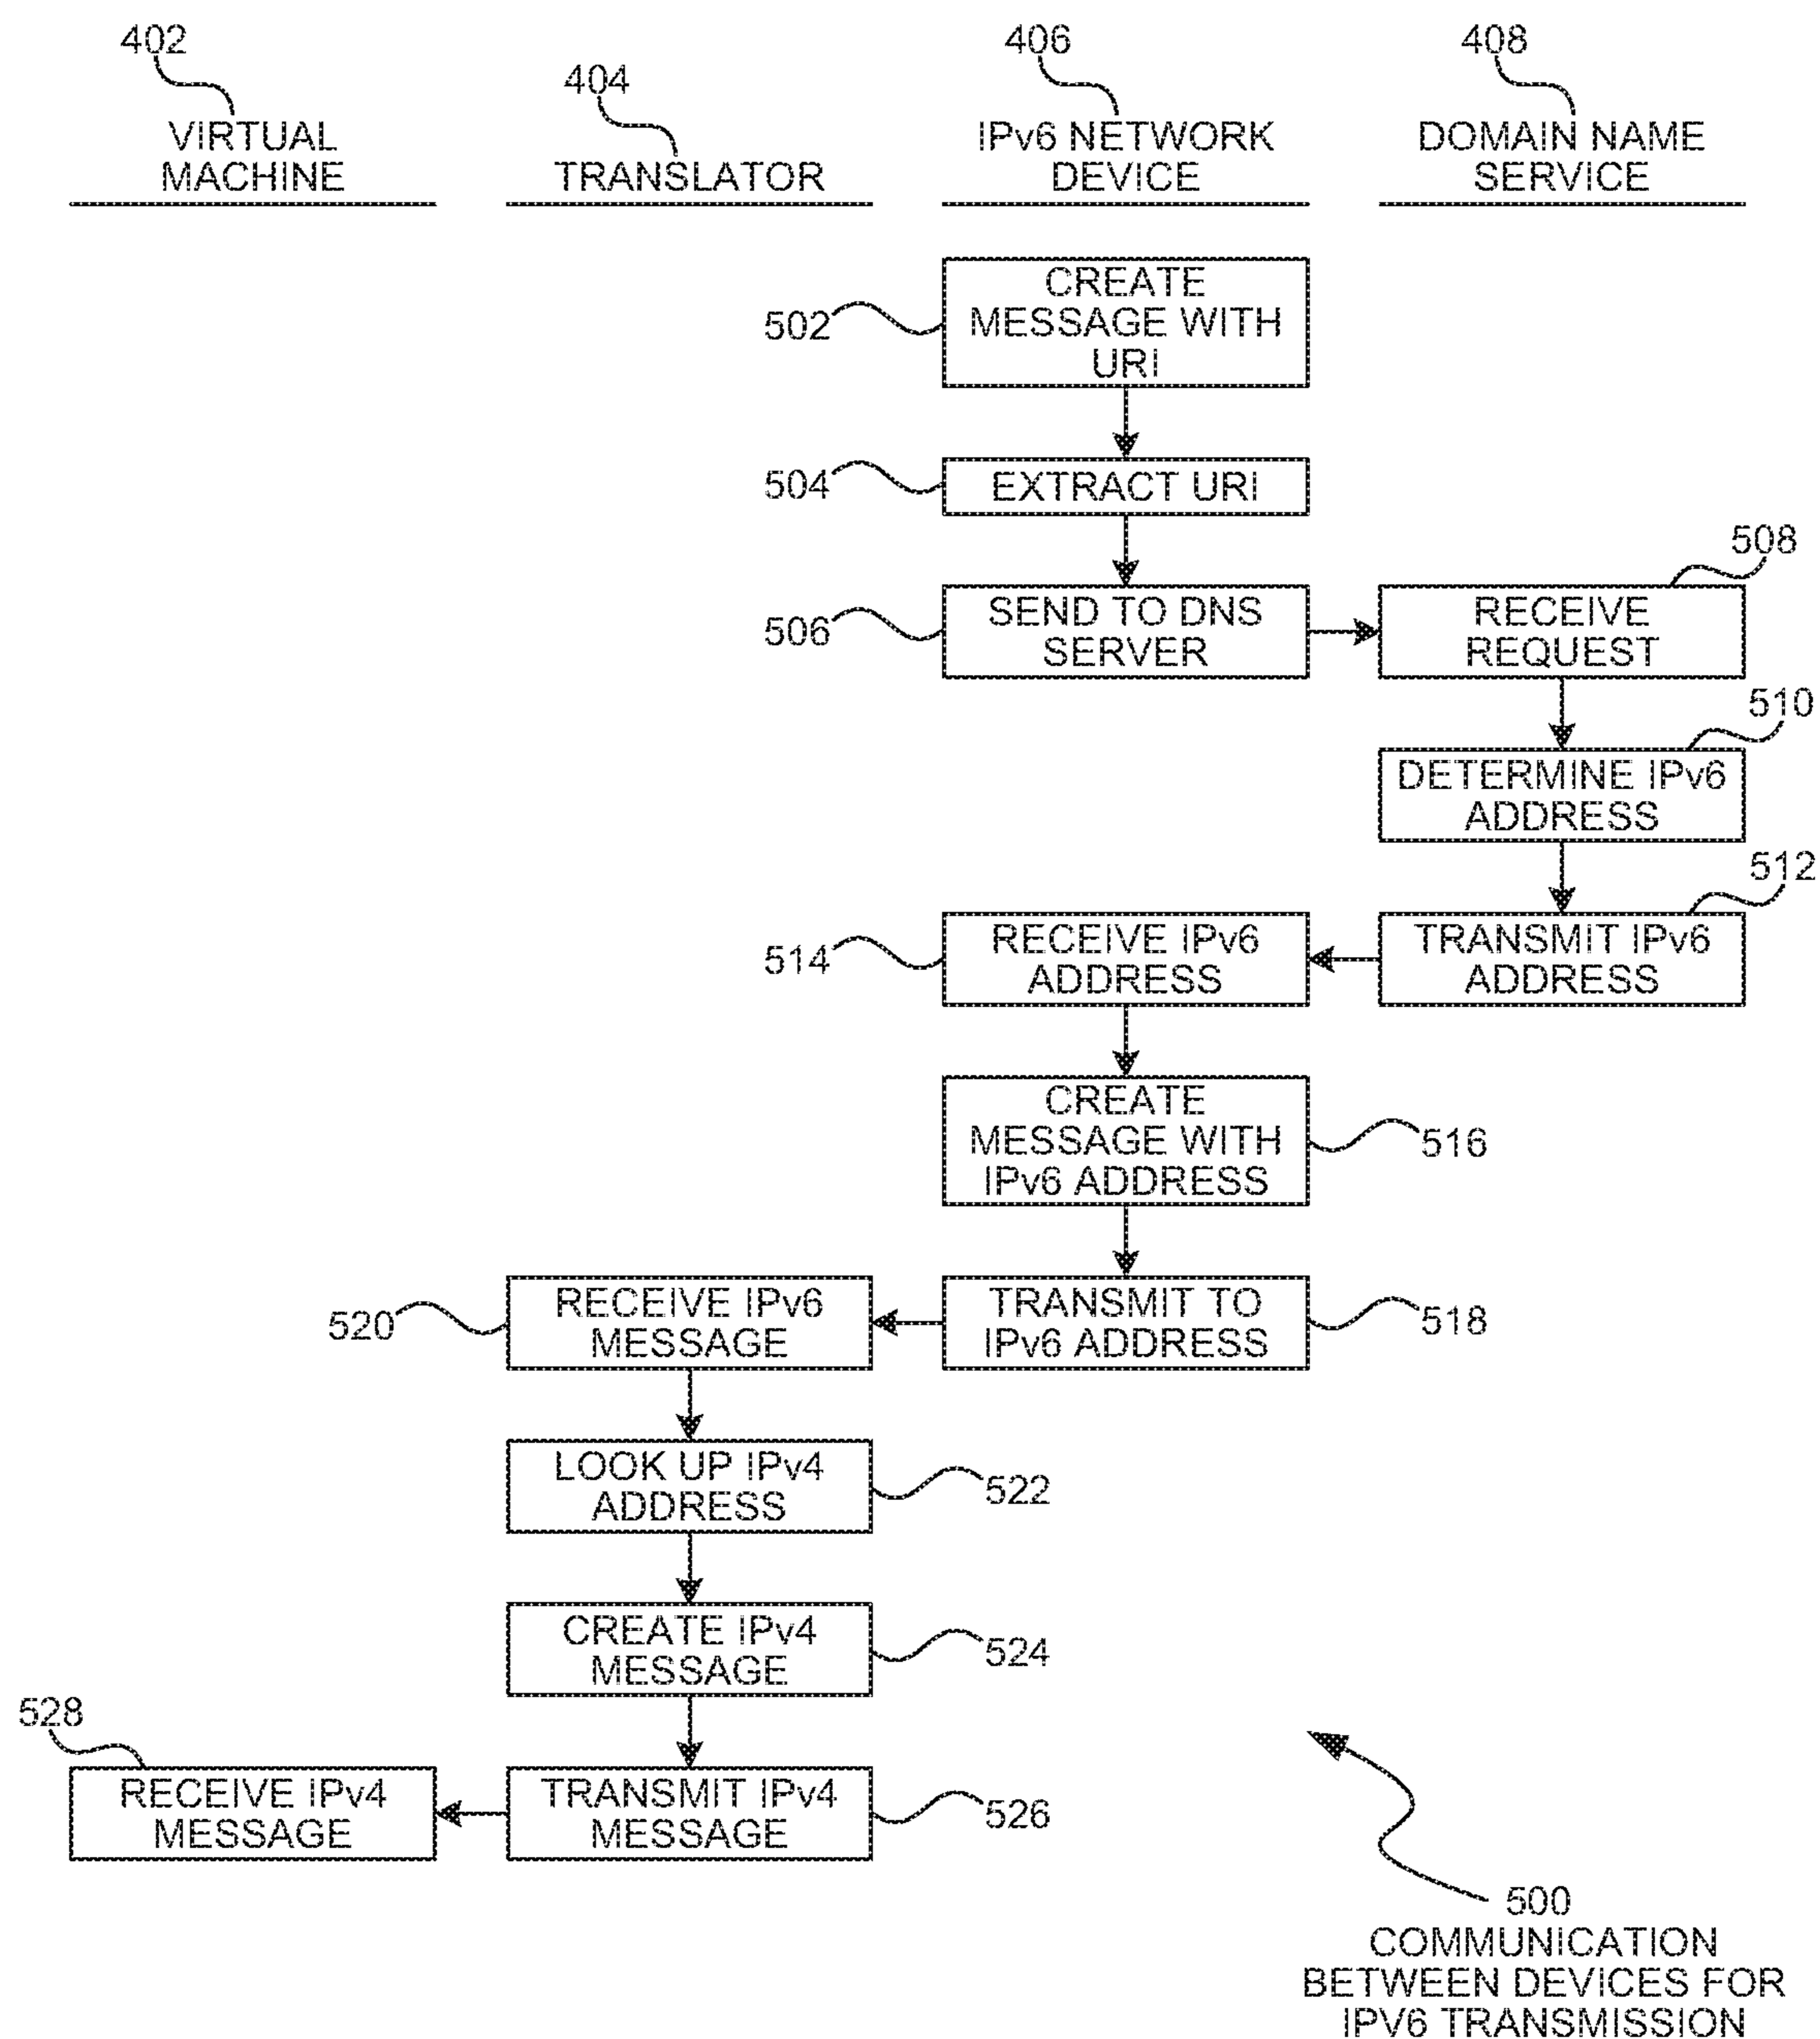 402
404
406
408
VIRTUAL
MACHINE
TRANSLATOR
IPv6 NETWORK
DEVICE
DOMAIN NAME
SERVICE
502
CREATE
MESSAGE WITH
URI
504
EXTRACT URI
506
SEND TO DNS
SERVER
508
RECEIVE
REQUEST
510
DETERMINE IPv6
ADDRESS
512
TRANSMIT IPv6
ADDRESS
514
RECEIVE IPv6
ADDRESS
CREATE
MESSAGE WITH
IPv6 ADDRESS
516
TRANSMIT TO
IPv6 ADDRESS
518
520
RECEIVE IPv6
MESSAGE
LOOK UP IPv4
ADDRESS
522
CREATE IPv4
MESSAGE
524
TRANSMIT IPv4
MESSAGE
526
528
RECEIVE IPv4
MESSAGE
500
COMMUNICATION
BETWEEN DEVICES FOR
IPV6 TRANSMISSION